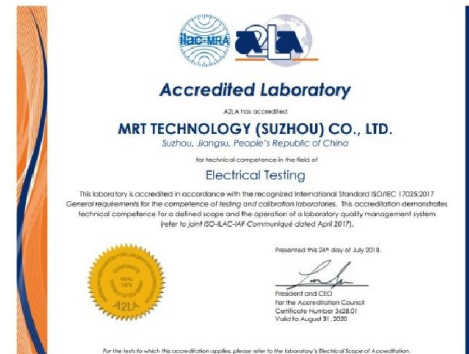 ilac-MRA
A2LA
Accredited Laboratory
A2LA has accredited
MRT TECHNOLOGY (SUZHOU) CO., LTD.
Suzhou, Jiangsu, People's Republic of China
for technical competence in the field of
Electrical Testing
This laboratory is accredited in accordance with the recognized International Standard ISO/IEC 17025:2017
General requirements for the competence of testing and calibration laboratories. This accreditation demonstrates
technical competence for a defined scope and the operation of a laboratory quality management system
(refer to joint ISO-ILAC-IAF Communiqué dated April 2017).
Presented this 24th day of July 2018.
President and CEO
For the Accreditation Council
Certificate Number 3628.01
Valid to August 31, 2020
CORPORATE
SEAL
1978
A2LA
For the tests to which this accreditation applies, please refer to the laboratory's Electrical Scope of Accreditation.